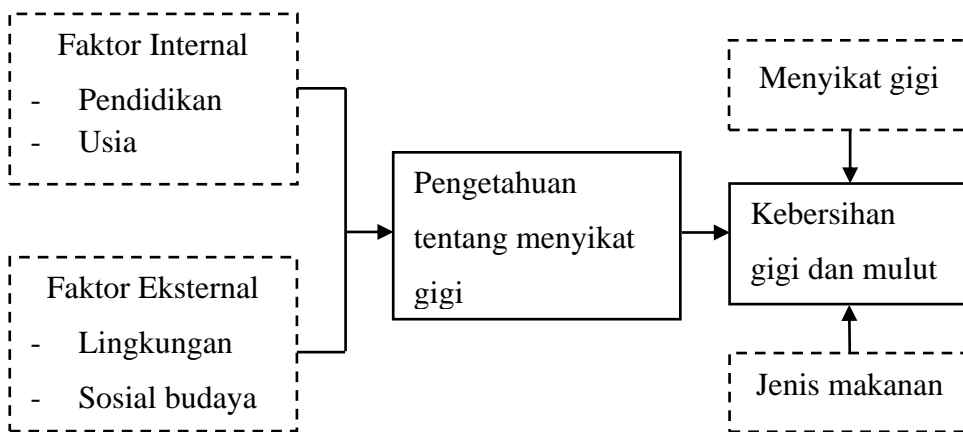 Faktor Internal
- Pendidikan
- Usia
Faktor Eksternal
- Lingkungan
- Sosial budaya
Pengetahuan
tentang menyikat
gigi
Menyikat gigi
Kebersihan
gigi dan mulut
Jenis makanan